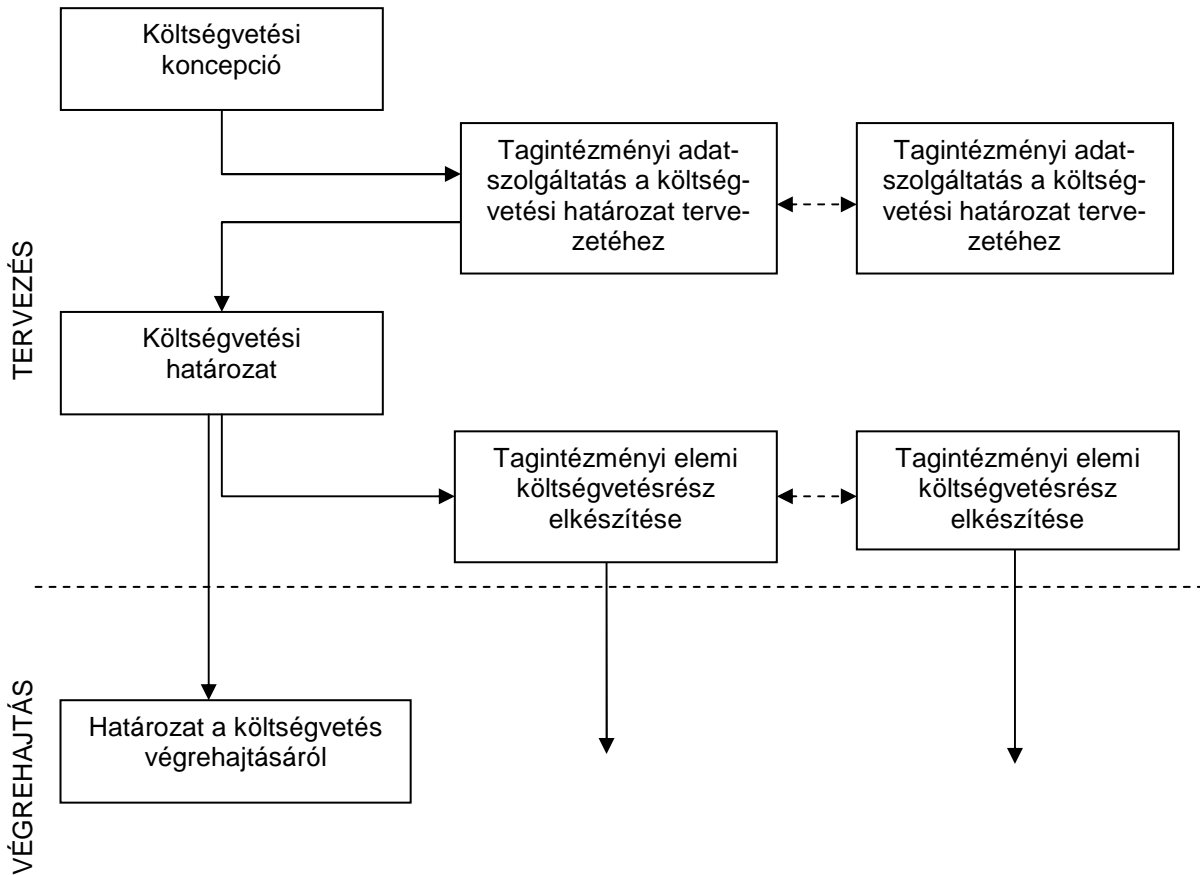 Költségvetési
koncepció
Tagintézményi adat-
szolgáltatás a költség-
vetési határozat terve-
zetéhez
Tagintézményi adat-
szolgáltatás a költség-
vetési határozat terve-
zetéhez
TERVEZÉS
Költségvetési
határozat
Tagintézményi elemi
költségvetésrész
elkészítése
Tagintézményi elemi
költségvetésrész
elkészítése
VÉGREHAJTÁS
Határozat a költségvetés
végrehajtásáról